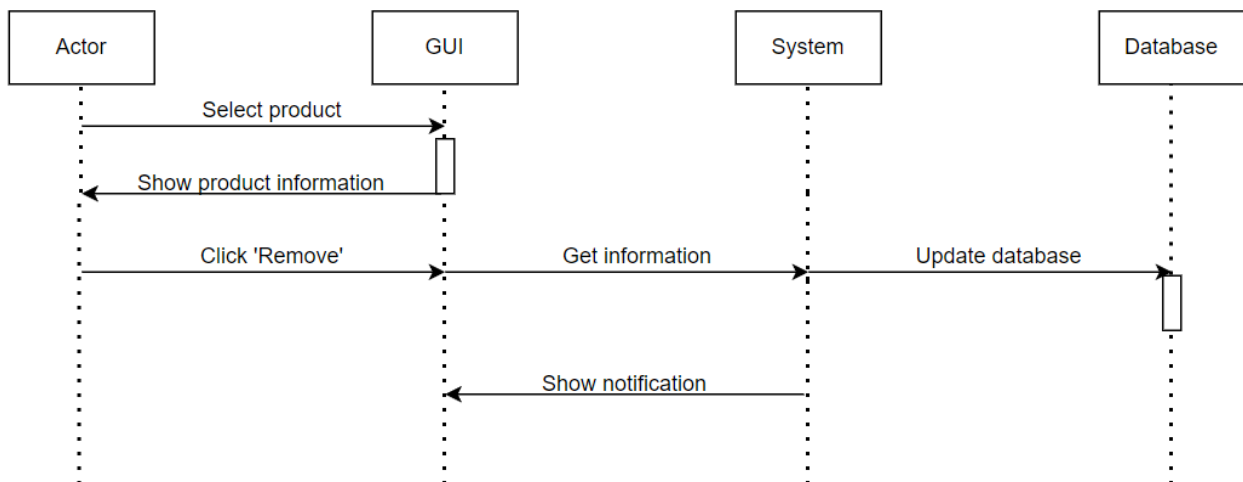 Actor
GUI
System
Database
Select product
Show product information
Click 'Remove'
Get information
Update database
Show notification